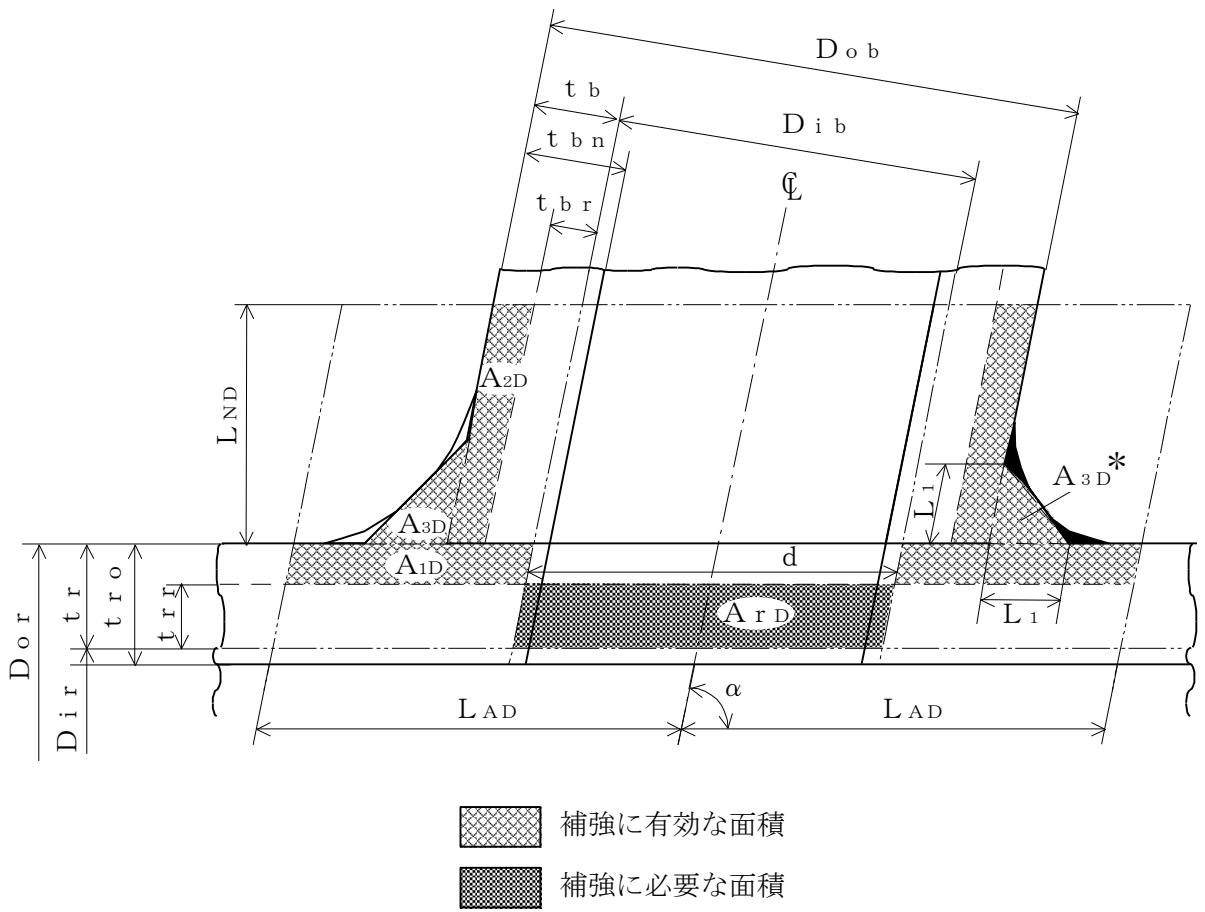 Dob
tb
Dib
tbn
℄
tbr
A2D
LND
L1
A3D*
A3D
A1D
d
Dor
tr
tro
trr
ArD
L1
Dir
α
LAD
LAD
補強に有効な面積
補強に必要な面積